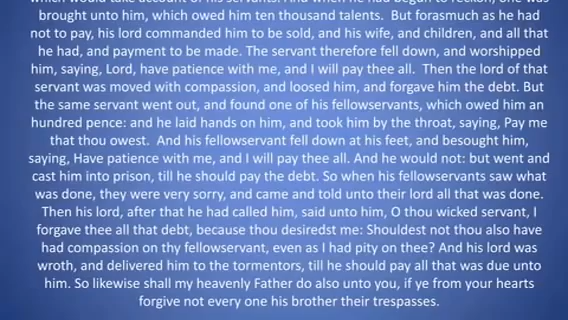 which would take account of his servants. And when he had begun to reckon, one was
brought unto him, which owed him ten thousand talents.  But forasmuch as he had
not to pay, his lord commanded him to be sold, and his wife, and children, and all that
he had, and payment to be made. The servant therefore fell down, and worshipped
him, saying, Lord, have patience with me, and I will pay thee all.  Then the lord of that
servant was moved with compassion, and loosed him, and forgave him the debt. But
the same servant went out, and found one of his fellowservants, which owed him an
hundred pence: and he laid hands on him, and took him by the throat, saying, Pay me
that thou owest.  And his fellowservant fell down at his feet, and besought him,
saying, Have patience with me, and I will pay thee all. And he would not: but went and
cast him into prison, till he should pay the debt. So when his fellowservants saw what
was done, they were very sorry, and came and told unto their lord all that was done.
Then his lord, after that he had called him, said unto him, O thou wicked servant, I
forgave thee all that debt, because thou desiredst me: Shouldest not thou also have
had compassion on thy fellowservant, even as I had pity on thee? And his lord was
wroth, and delivered him to the tormentors, till he should pay all that was due unto
him. So likewise shall my heavenly Father do also unto you, if ye from your hearts
forgive not every one his brother their trespasses.